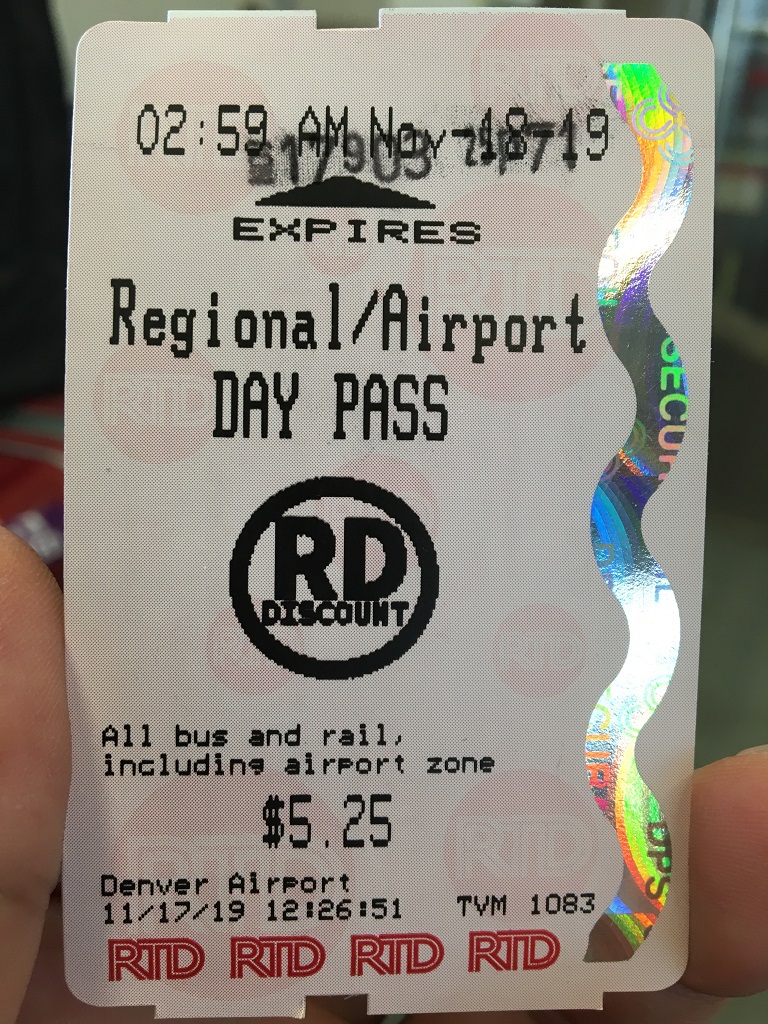 02:59 AM Nov-18-19
EXPIRES
Regional/Airport
DAY PASS
RD
DISCOUNT
All bus and rail,
including airport zone
$5.25
Denver Airport
11/17/19 12:26:51 TVM 1083
RTD RTD RTD RTD